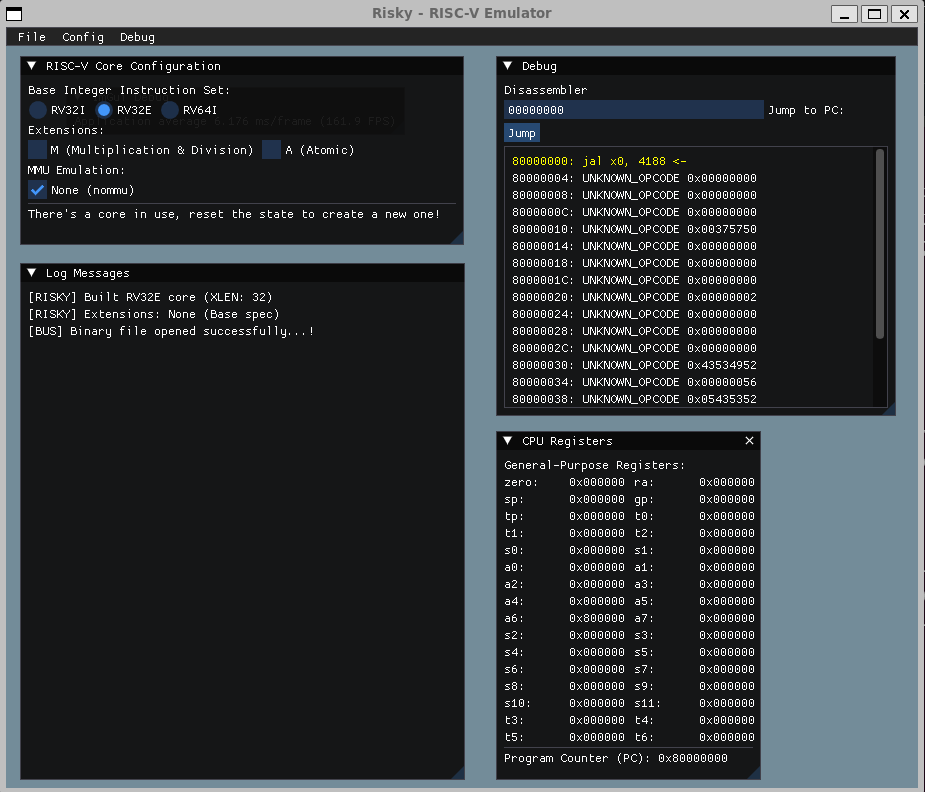 Risky - RISC-V Emulator
File Config Debug
RISC-V Core Configuration
Base Integer Instruction Set:
RV32I RV32E RV64I
Application average 6.176 ms/frame (161.9 FPS)
Extensions:
M (Multiplication & Division) A (Atomic)
MMU Emulation:
None (nommu)
There's a core in use, reset the state to create a new one!
Log Messages
[RISKY] Built RV32E core (XLEN: 32)
[RISKY] Extensions: None (Base spec)
[BUS] Binary file opened successfully...!
Debug
Disassembler
00000000 Jump to PC:
Jump
80000000: jal x0, 4188 <-
80000004: UNKNOWN_OPCODE 0x00000000
80000008: UNKNOWN_OPCODE 0x00000000
8000000C: UNKNOWN_OPCODE 0x00000000
80000010: UNKNOWN_OPCODE 0x00375750
80000014: UNKNOWN_OPCODE 0x00000000
80000018: UNKNOWN_OPCODE 0x00000000
8000001C: UNKNOWN_OPCODE 0x00000000
80000020: UNKNOWN_OPCODE 0x00000002
80000024: UNKNOWN_OPCODE 0x00000000
80000028: UNKNOWN_OPCODE 0x00000000
8000002C: UNKNOWN_OPCODE 0x00000000
80000030: UNKNOWN_OPCODE 0x43534952
80000034: UNKNOWN_OPCODE 0x00000056
80000038: UNKNOWN_OPCODE 0x05435352
CPU Registers
General-Purpose Registers:
zero: 0x000000 ra: 0x000000
sp: 0x000000 gp: 0x000000
tp: 0x000000 t0: 0x000000
t1: 0x000000 t2: 0x000000
s0: 0x000000 s1: 0x000000
a0: 0x000000 a1: 0x000000
a2: 0x000000 a3: 0x000000
a4: 0x000000 a5: 0x000000
a6: 0x800000 a7: 0x000000
s2: 0x000000 s3: 0x000000
s4: 0x000000 s5: 0x000000
s6: 0x000000 s7: 0x000000
s8: 0x000000 s9: 0x000000
s10: 0x000000 s11: 0x000000
t3: 0x000000 t4: 0x000000
t5: 0x000000 t6: 0x000000
Program Counter (PC): 0x80000000